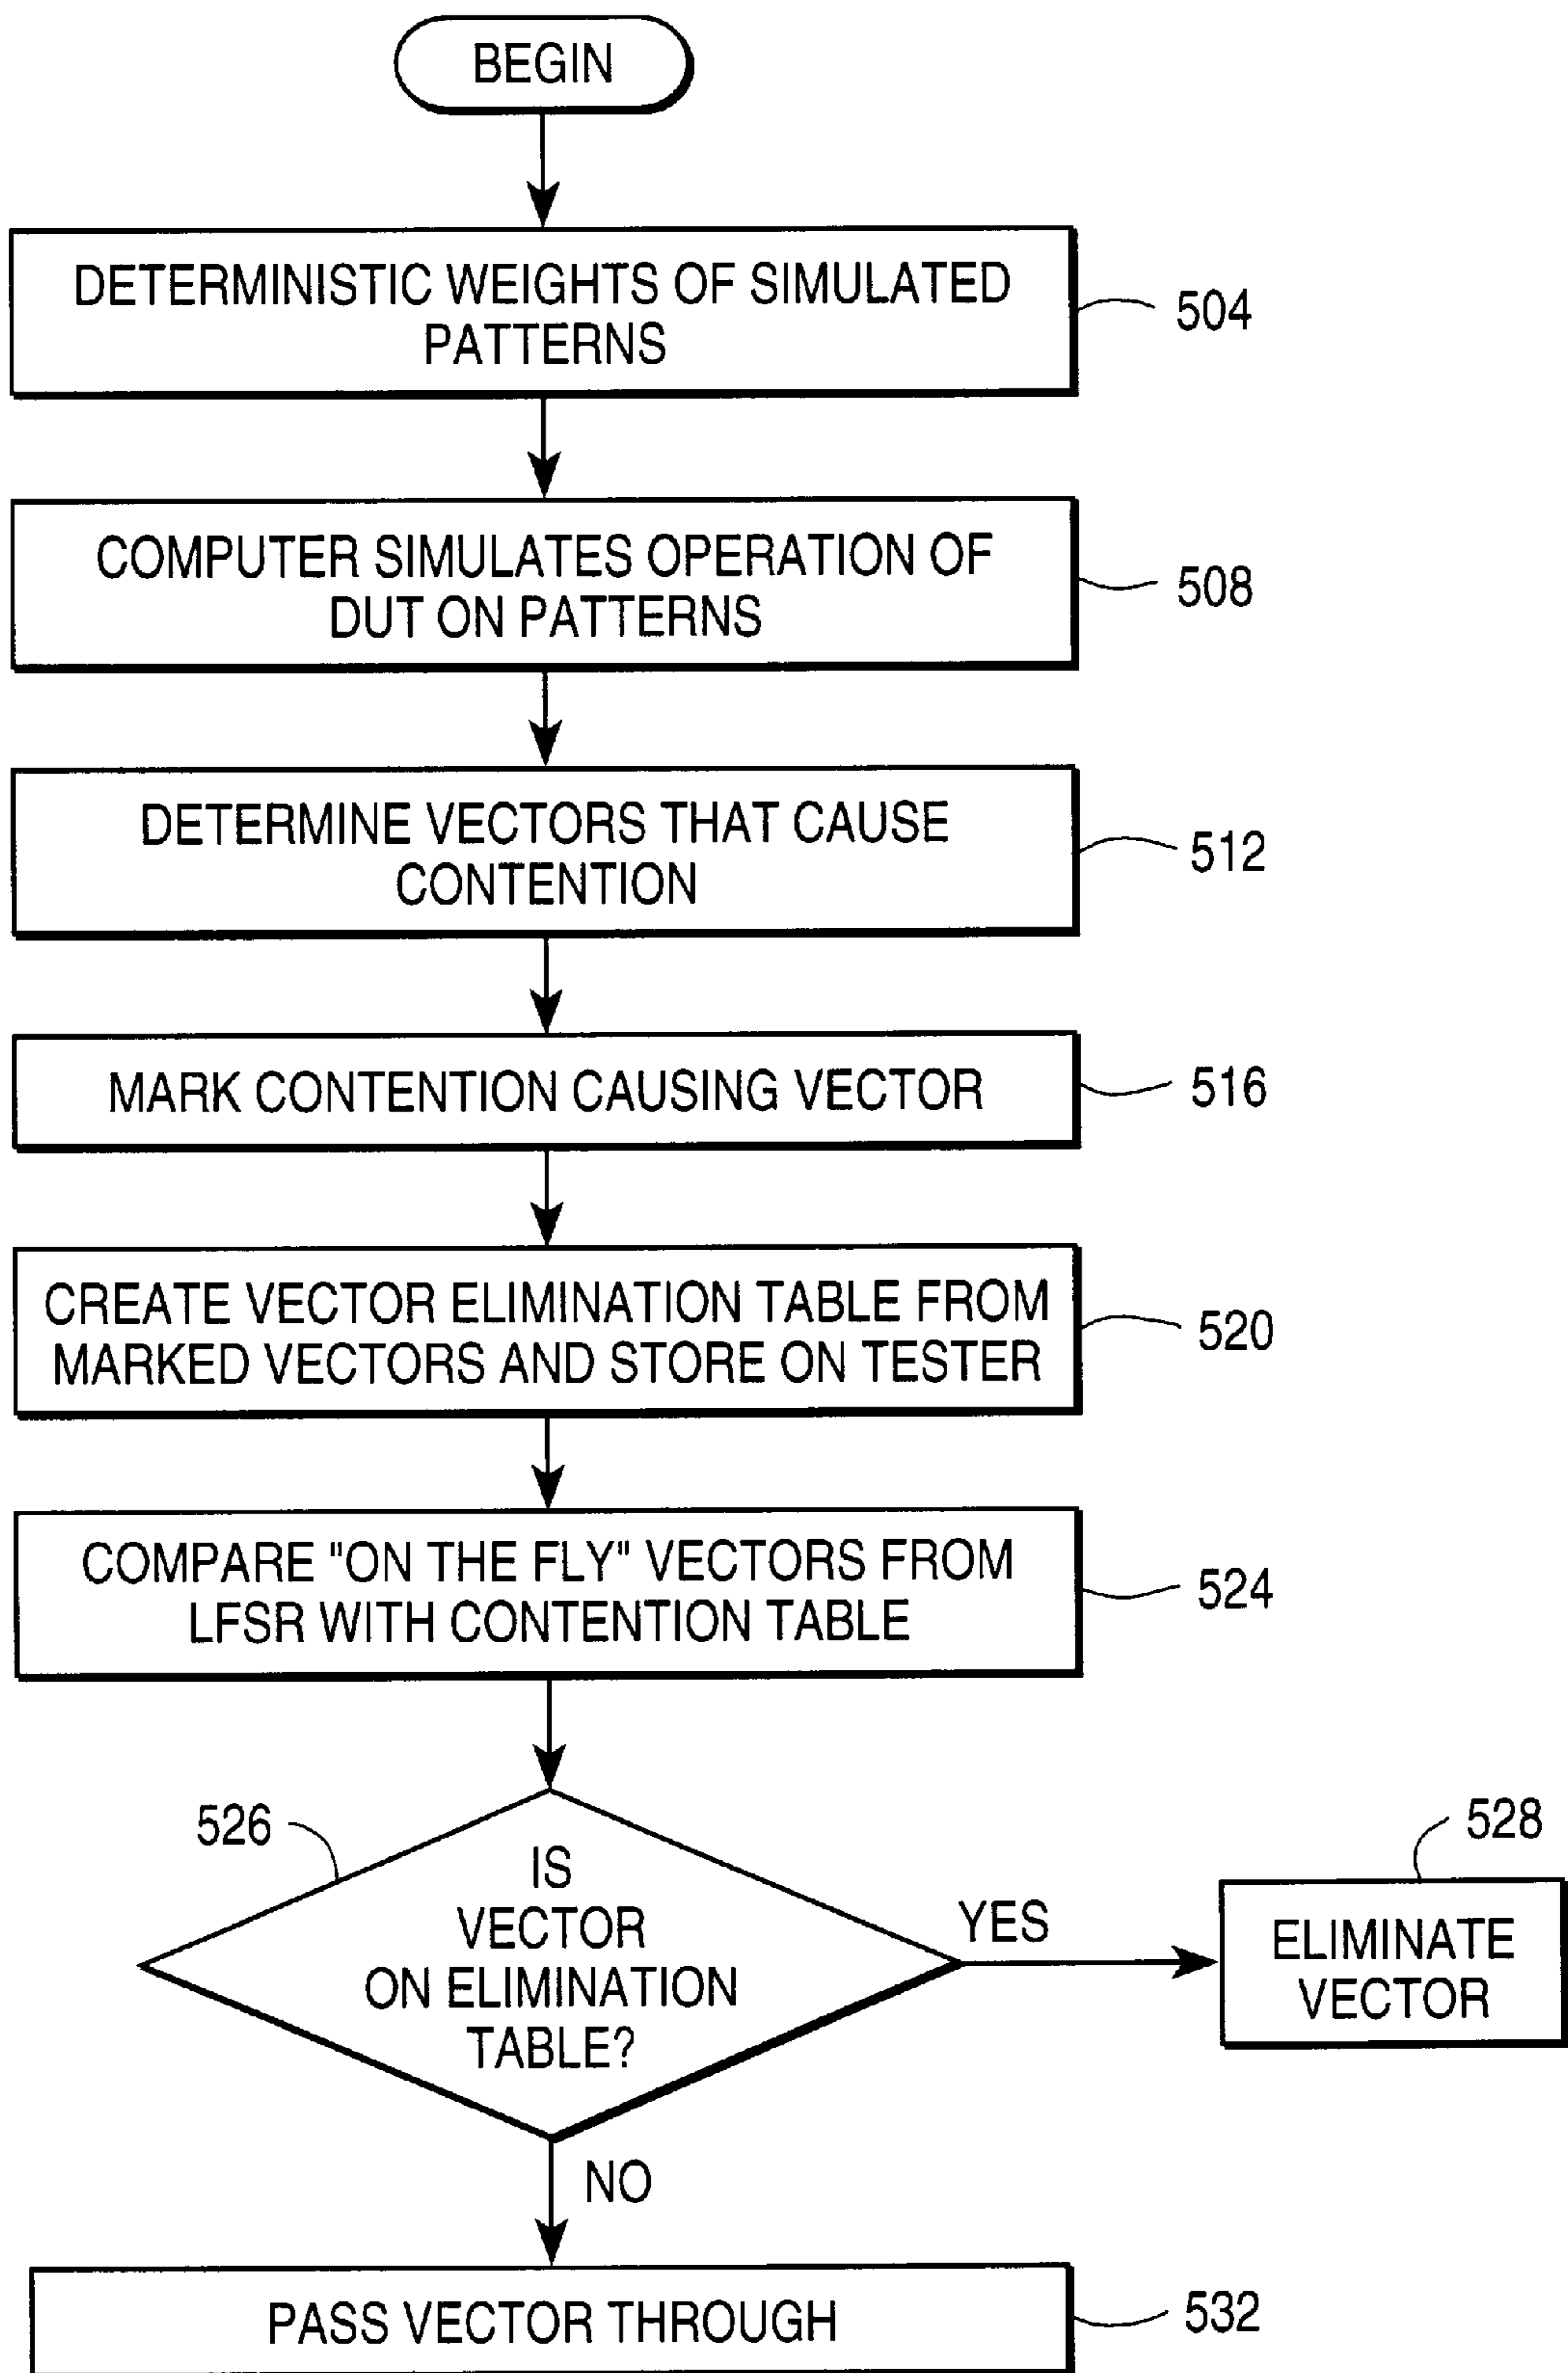 BEGIN
DETERMINISTIC WEIGHTS OF SIMULATED
PATTERNS
504
COMPUTER SIMULATES OPERATION OF
DUT ON PATTERNS
508
DETERMINE VECTORS THAT CAUSE
CONTENTION
512
MARK CONTENTION CAUSING VECTOR
516
CREATE VECTOR ELIMINATION TABLE FROM
MARKED VECTORS AND STORE ON TESTER
520
COMPARE "ON THE FLY" VECTORS FROM
LFSR WITH CONTENTION TABLE
524
526
IS
VECTOR
ON ELIMINATION
TABLE?
YES
528
ELIMINATE
VECTOR
NO
PASS VECTOR THROUGH
532